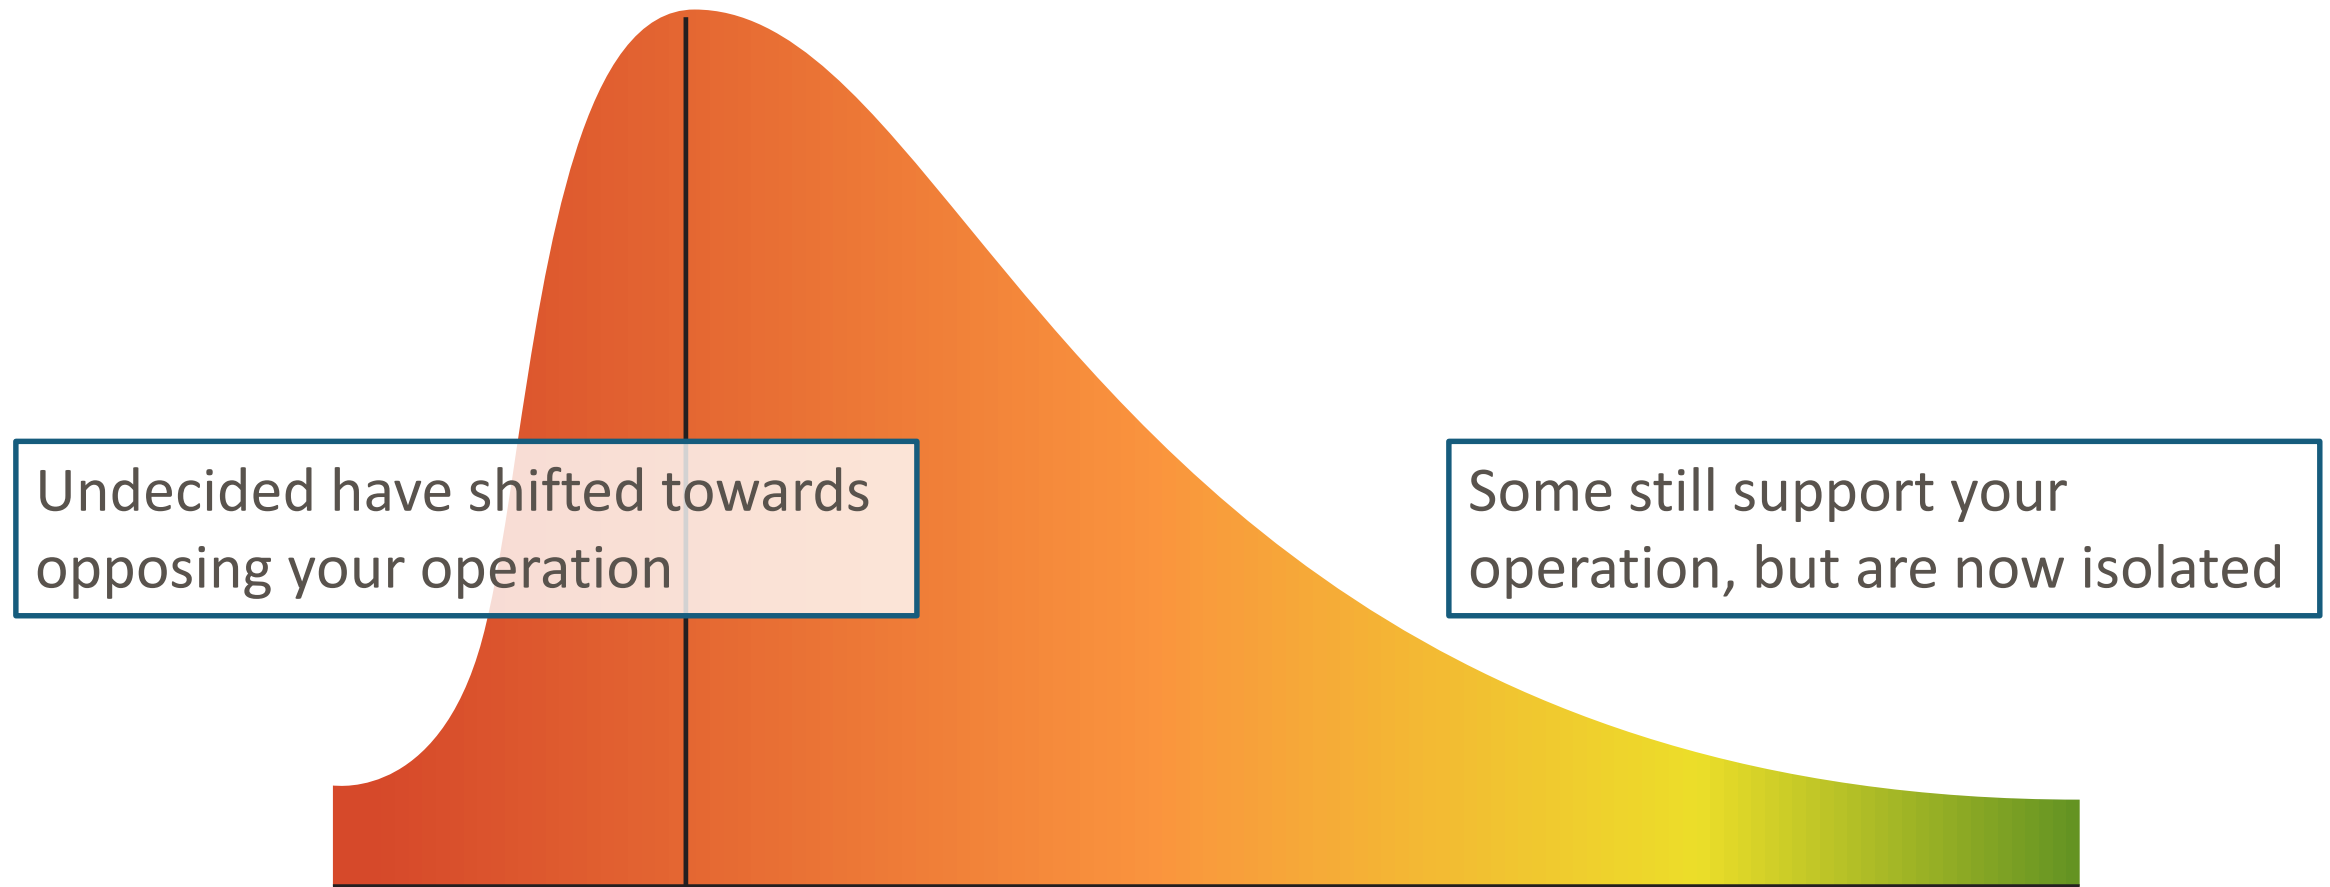 Undecided have shifted towards
opposing your operation
Some still support your
operation, but are now isolated